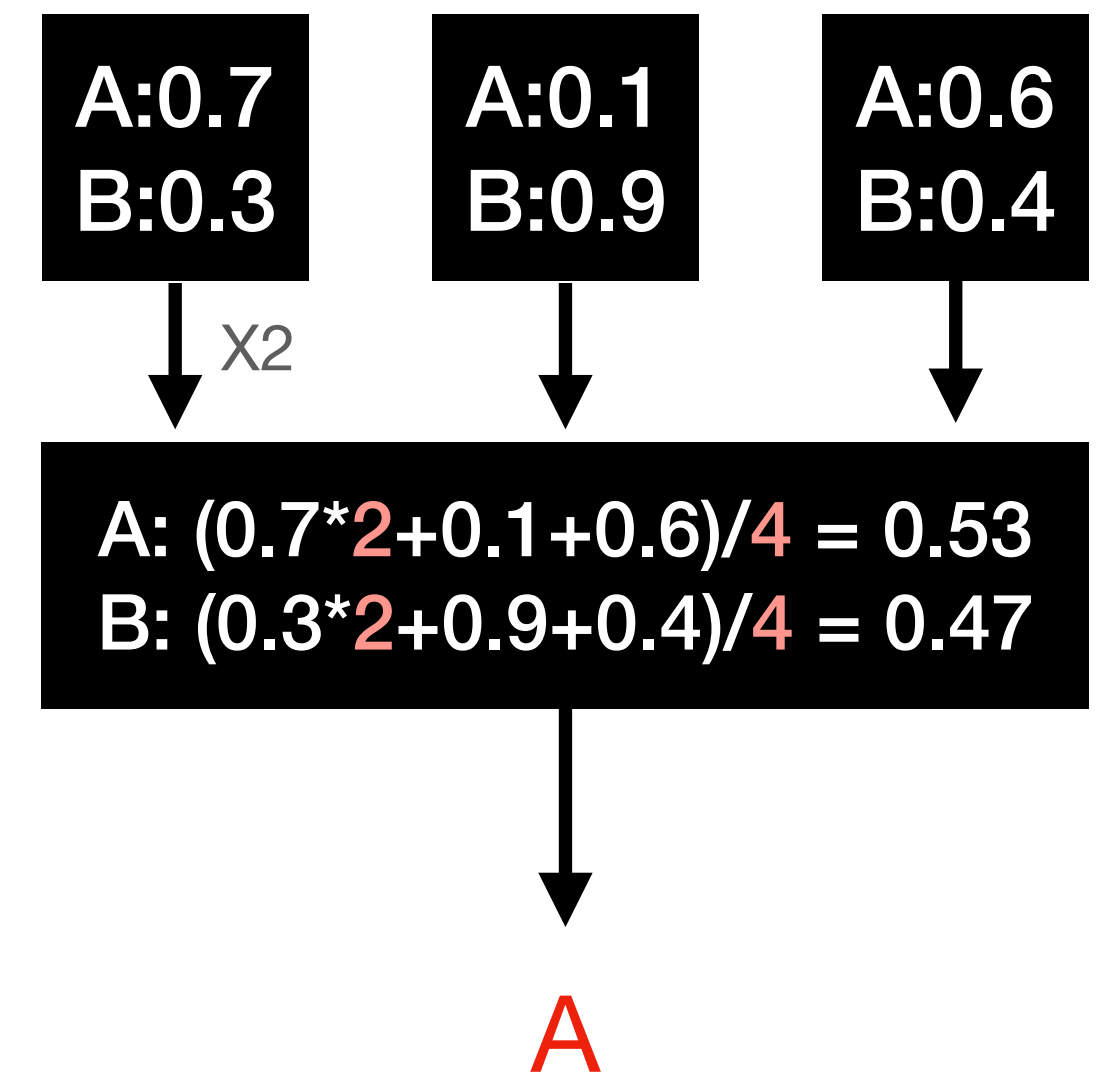 A:0.7
B:0.3
A:0.1
B:0.9
A:0.6
B:0.4
X2
A: (0.7*2+0.1+0.6)/4 = 0.53
B: (0.3*2+0.9+0.4)/4 = 0.47
A